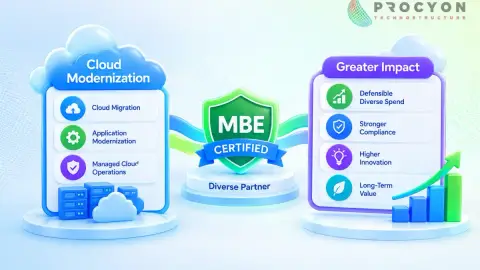 PROCYON
TECHNOSTRUCTURE
Cloud
Modernization
Cloud Migration
Application
Modernization
Managed Cloud
Operations
MBE
CERTIFIED
Diverse Partner
Greater Impact
Defensible
Diverse Spend
Stronger
Compliance
Higher
Innovation
Long-Term
Value